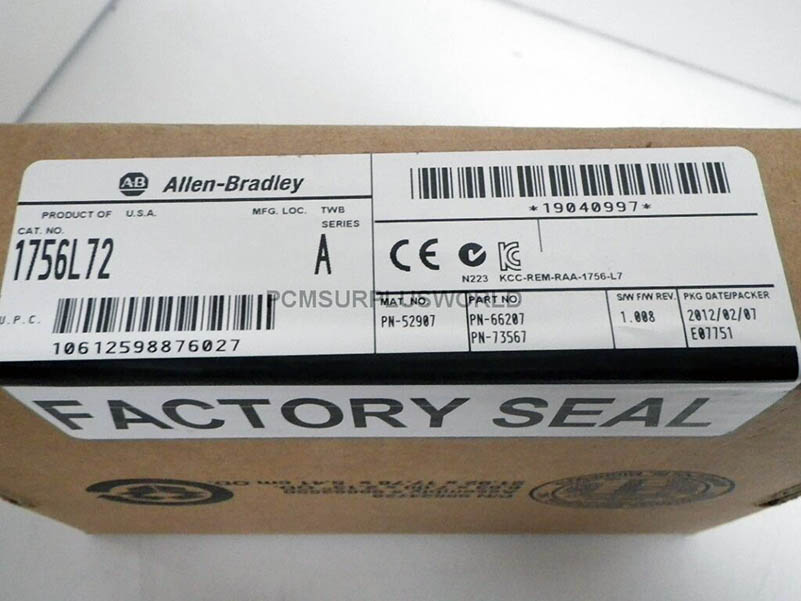 AB Allen-Bradley
PRODUCT OF U.S.A.
MFG. LOC. TWB
CAT. NO.
SERIES
1756L72
A
U.P.C.
10612598876027
*19040997*
CE
N223 KCC-REM-RAA-1756-L7
MAT. NO. PART NO S/W F/W REV. PKG DATE/PACKER
PN-52907 PN-66207 1.008 2012/02/07
PN-73567 E07751
PCMSURPLUSWORLD
FACTORY SEAL